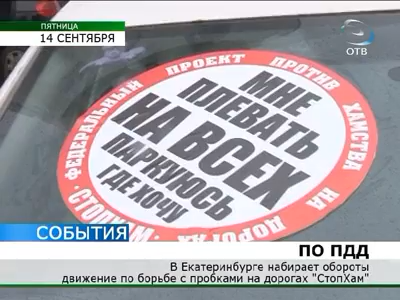 ПЯТНИЦА
14 СЕНТЯБРЯ
ОТВ
ФЕДЕРАЛЬНЫЙ ПРОЕКТ ПРОТИВ ХАМСТВА НА ДОРОГАХ
СТОПХАМ
МНЕ
ПЛЕВАТЬ
НА ВСЕХ
ПАРКУЮСЬ
ГДЕ ХОЧУ
СОБЫТИЯ
ПО ПДД
В Екатеринбурге набирает обороты
движение по борьбе с пробками на дорогах "СтопХам"